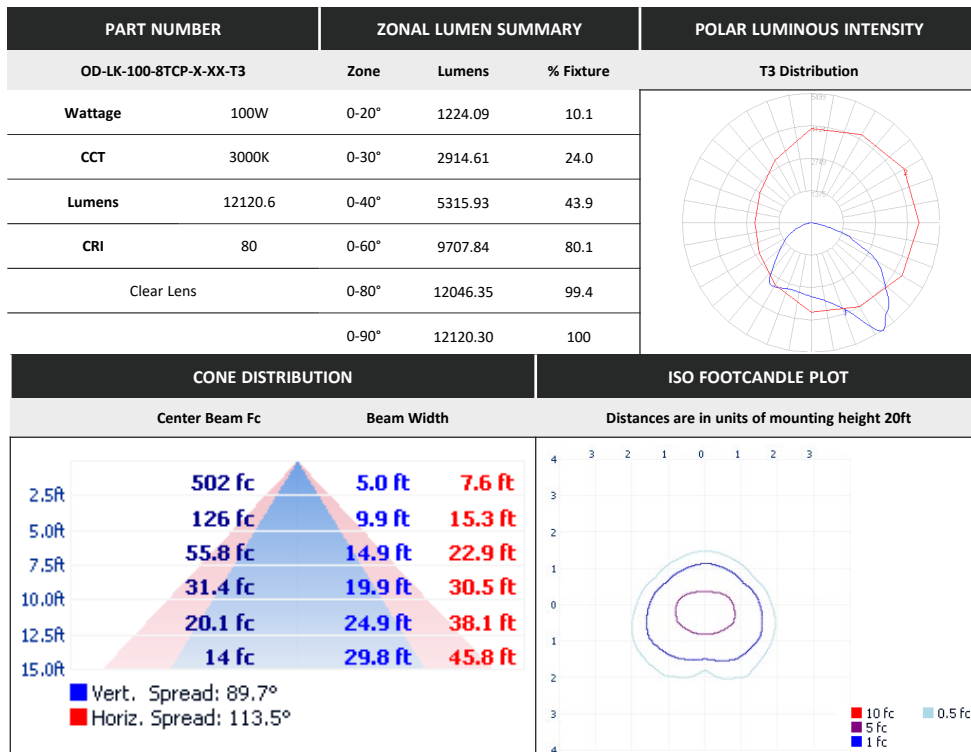 PART NUMBER ZONAL LUMEN SUMMARY POLAR LUMINOUS INTENSITY
OD-LK-100-8TCP-X-XX-T3 Zone Lumens % Fixture T3 Distribution
Wattage 100W 0-20° 1224.09 10.1
CCT 3000K 0-30° 2914.61 24.0
Lumens 12120.6 0-40° 5315.93 43.9
CRI 80 0-60° 9707.84 80.1
Clear Lens 0-80° 12046.35 99.4
0-90° 12120.30 100
CONE DISTRIBUTION ISO FOOTCANDLE PLOT
Center Beam Fc Beam Width Distances are in units of mounting height 20ft
2.5ft 502 fc 5.0 ft 7.6 ft
5.0ft 126 fc 9.9 ft 15.3 ft
7.5ft 55.8 fc 14.9 ft 22.9 ft
10.0ft 31.4 fc 19.9 ft 30.5 ft
12.5ft 20.1 fc 24.9 ft 38.1 ft
15.0ft 14 fc 29.8 ft 45.8 ft
Vert. Spread: 89.7°
Horiz. Spread: 113.5°
4 3 2 1 0 1 2 3
3
2
1
0
1
2
3
4
10 fc 0.5 fc
5 fc
1 fc